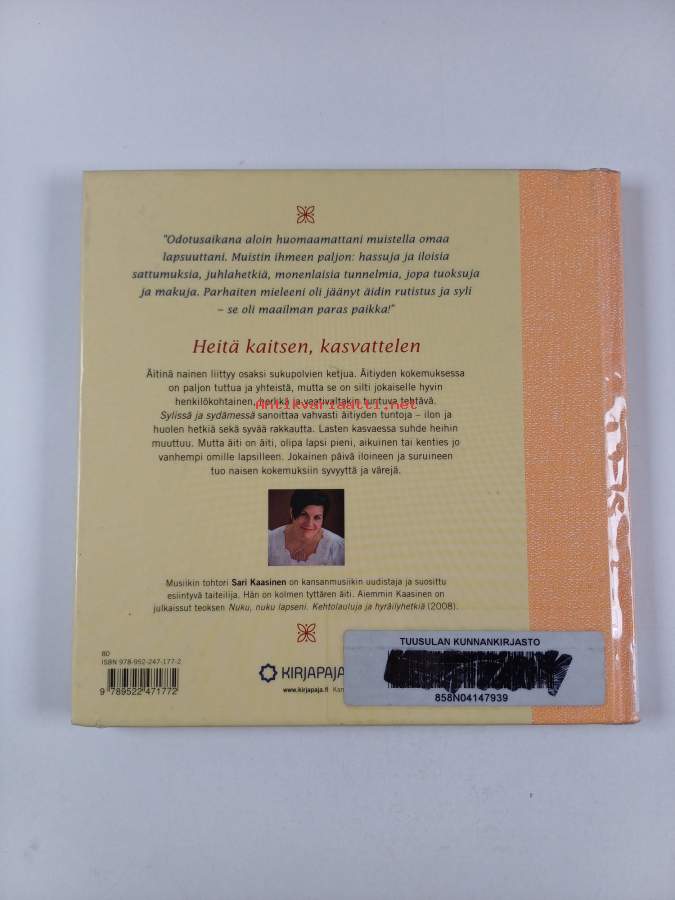 "Odotusaikana aloin huomaamattani muistella omaa
lapsuuttani. Muistin ihmeen paljon: hassuja ja iloisia
sattumuksia, juhlahetkiä, monenlaisia tunnelmia, jopa tuoksuja
ja makuja. Parhaiten mieleeni oli jäänyt äidin rutistus ja syli
– se oli maailman paras paikka!"
Heitä kaitsen, kasvattelen
Äitinä nainen liittyy osaksi sukupolvien ketjua. Äitiyden kokemuksessa
on paljon tuttua ja yhteistä, mutta se on silti jokaiselle hyvin
henkilökohtainen, herkkä ja vaativaltakin tuntuva tehtävä.
Antikvariaatti.net
Sylissä ja sydämessä sanoittaa vahvasti äitiyden tuntoja – ilon ja
huolen hetkiä sekä syvää rakkautta. Lasten kasvaessa suhde heihin
muuttuu. Mutta äiti on äiti, olipa lapsi pieni, aikuinen tai kenties jo
vanhempi omille lapsilleen. Jokainen päivä iloineen ja suruineen
tuo naisen kokemuksiin syvyyttä ja värejä.
Musiikin tohtori Sari Kaasinen on kansanmusiikin uudistaja ja suosittu
esiintyvä taiteilija. Hän on kolmen tyttären äiti. Aiemmin Kaasinen on
julkaissut teoksen Nuku, nuku lapseni. Kehtolauluja ja hyräilyhetkiä (2008).
80
ISBN 978-952-247-177-2
9 789522 471772
KIRJAPAJA
www.kirjapaja.fi Kan
TUUSULAN KUNNANKIRJASTO
858N04147939